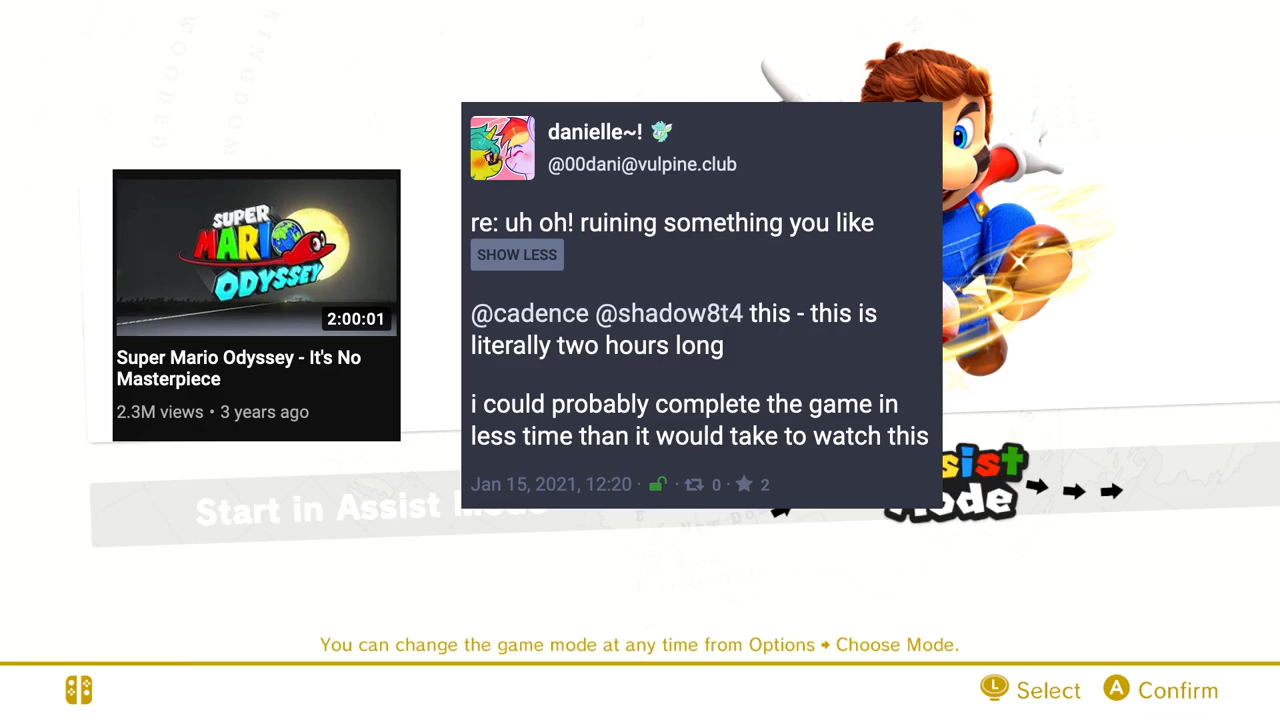 WOODED
KINGDOM
SUPER
MARIO
ODYSSEY
2:00:01
Super Mario Odyssey - It's No
Masterpiece
2.3M views • 3 years ago
danielle~!
@00dani@vulpine.club
re: uh oh! ruining something you like
SHOW LESS
@cadence @shadow8t4 this - this is
literally two hours long
i could probably complete the game in
less time than it would take to watch this
Jan 15, 2021, 12:20 · · 0 · 2
Start in Assist Mode
sist
Mode
You can change the game mode at any time from Options → Choose Mode.
L Select A Confirm